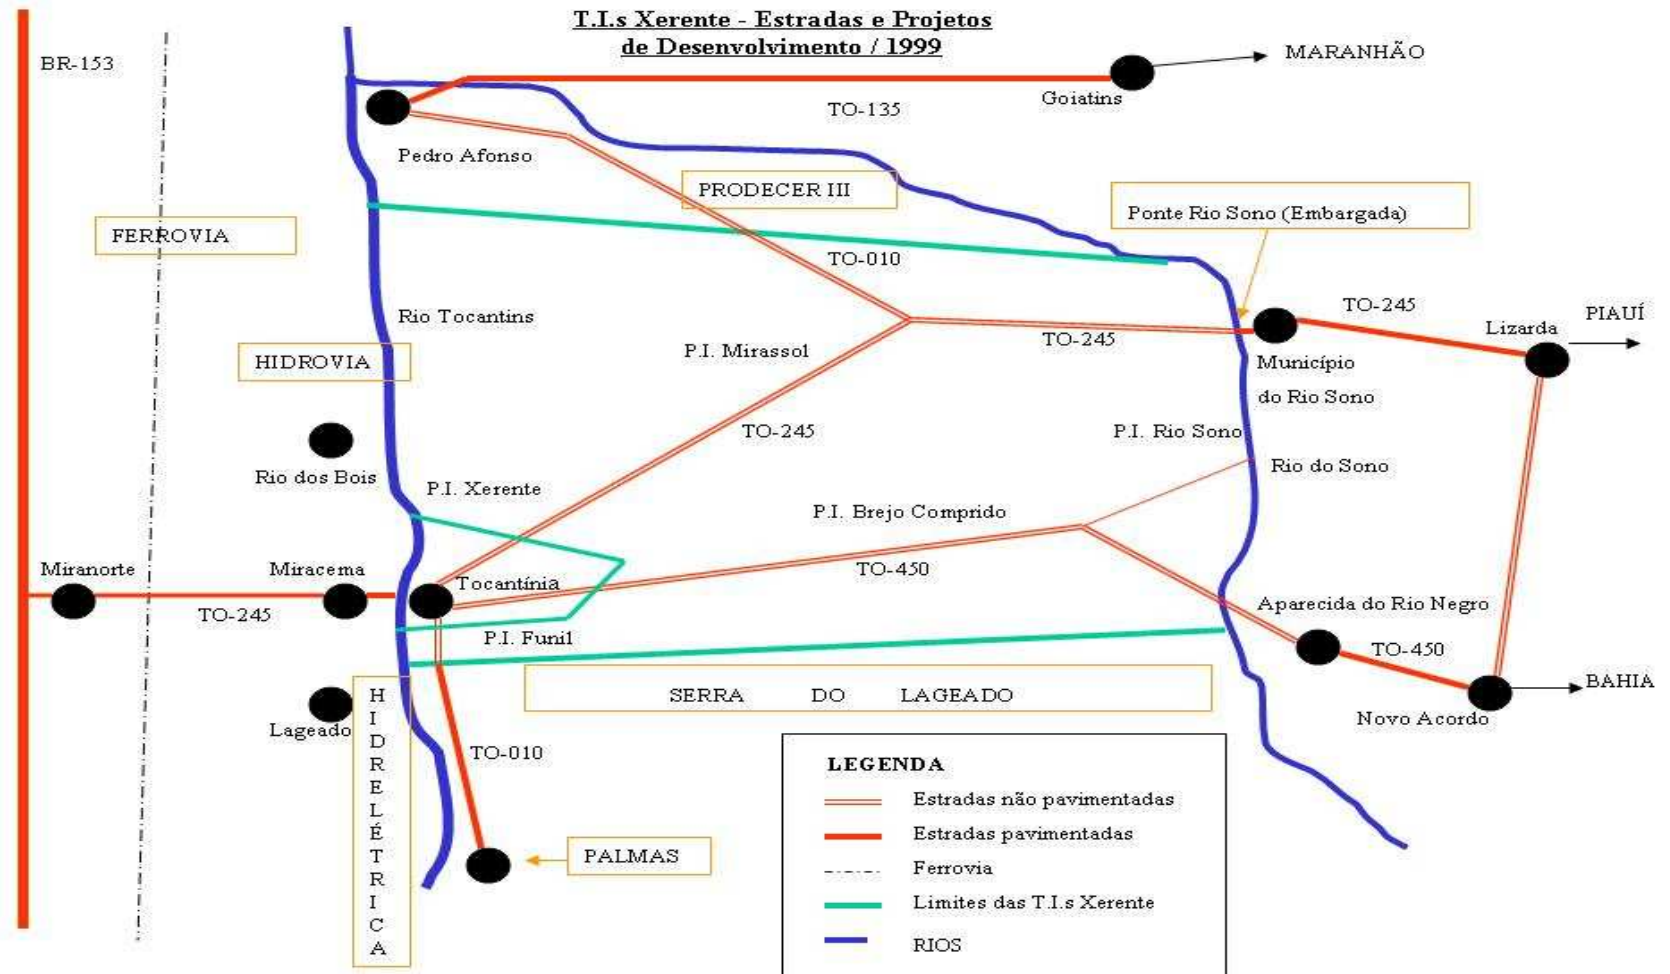 T.I.s Xerente - Estradas e Projetos
de Desenvolvimento / 1999
BR-153
MARANHÃO
Goiatins
TO-135
Pedro Afonso
PRODECER III
Ponte Rio Sono (Embargada)
FERROVIA
TO-010
Rio Tocantins
TO-245
PIAUÍ
Lizarda
P.I. Mirassol
TO-245
HIDROVIA
Município
do Rio Sono
TO-245
P.I. Rio Sono
Rio do Sono
Rio dos Bois
P.I. Xerente
P.I. Brejo Comprido
Miranorte
Miracema
Tocantínia
TO-450
TO-245
Aparecida do Rio Negro
P.I. Funil
TO-450
BAHIA
SERRA DO LAGEADO
Novo Acordo
Lageado
HIDRELÉTRICA
TO-010
PALMAS
LEGENDA
Estradas não pavimentadas
Estradas pavimentadas
Ferrovia
Limites das T.I.s Xerente
RIOS